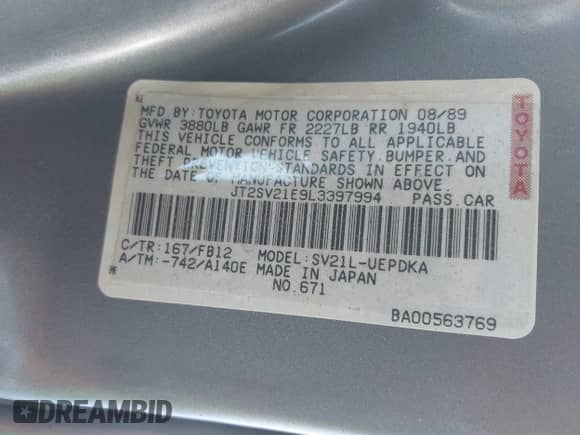 MFD BY: TOYOTA MOTOR CORPORATION 08/89
GVWR 3880LB GAWR FR 2227LB RR 1940LB
THIS VEHICLE CONFORMS TO ALL APPLICABLE
FEDERAL MOTOR VEHICLE SAFETY, BUMPER, AND
THEFT PREVENTION STANDARDS IN EFFECT ON
THE DATE OF MANUFACTURE SHOWN ABOVE.
JT2SV21E9L3397994 PASS. CAR
C/TR: 167/FB12 MODEL: SV21L-UEPDKA
A/TM: -742/A140E MADE IN JAPAN
NO. 671
BA00563769
TOYOTA
DREAMBID